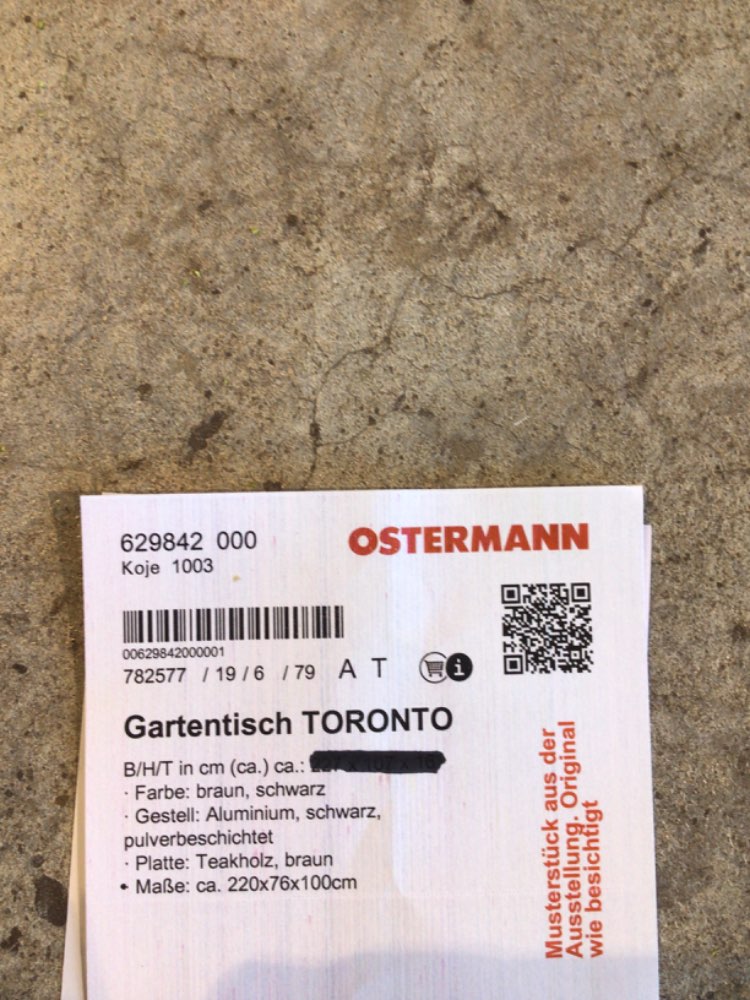 629842 000
OSTERMANN
Koje 1003
00629842000001
782577 / 19 / 6 / 79 A T
Gartentisch TORONTO
B/H/T in cm (ca.) ca.:
· Farbe: braun, schwarz
· Gestell: Aluminium, schwarz,
pulverbeschichtet
· Platte: Teakholz, braun
• Maße: ca. 220x76x100cm
Musterstück aus der
Ausstellung. Original
wie besichtigt